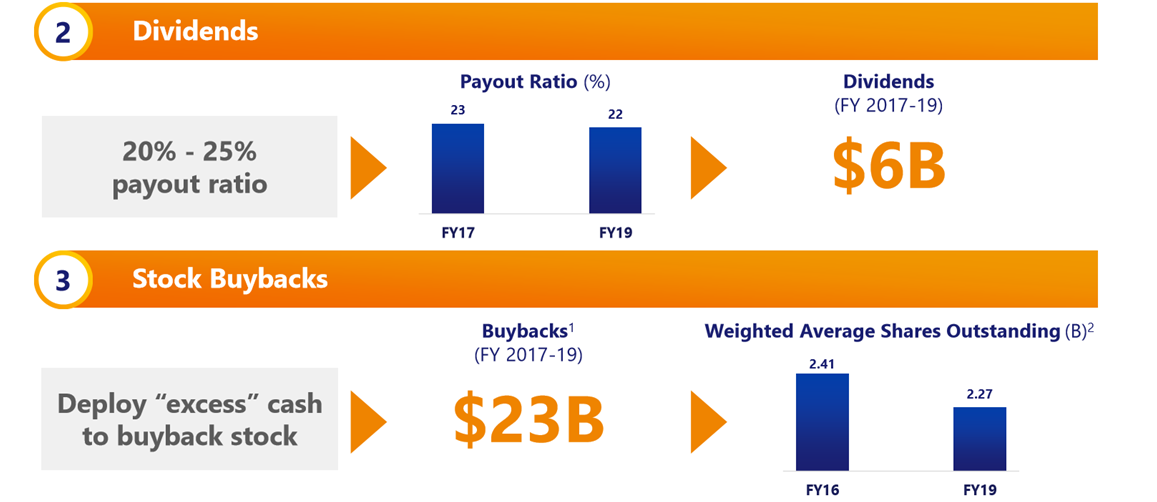 2 Dividends
Payout Ratio (%)
23
22
FY17
FY19
20% - 25%
payout ratio
Dividends
(FY 2017-19)
$6B
3 Stock Buybacks
Deploy “excess” cash
to buyback stock
Buybacks1
(FY 2017-19)
$23B
Weighted Average Shares Outstanding (B)2
2.41
2.27
FY16
FY19